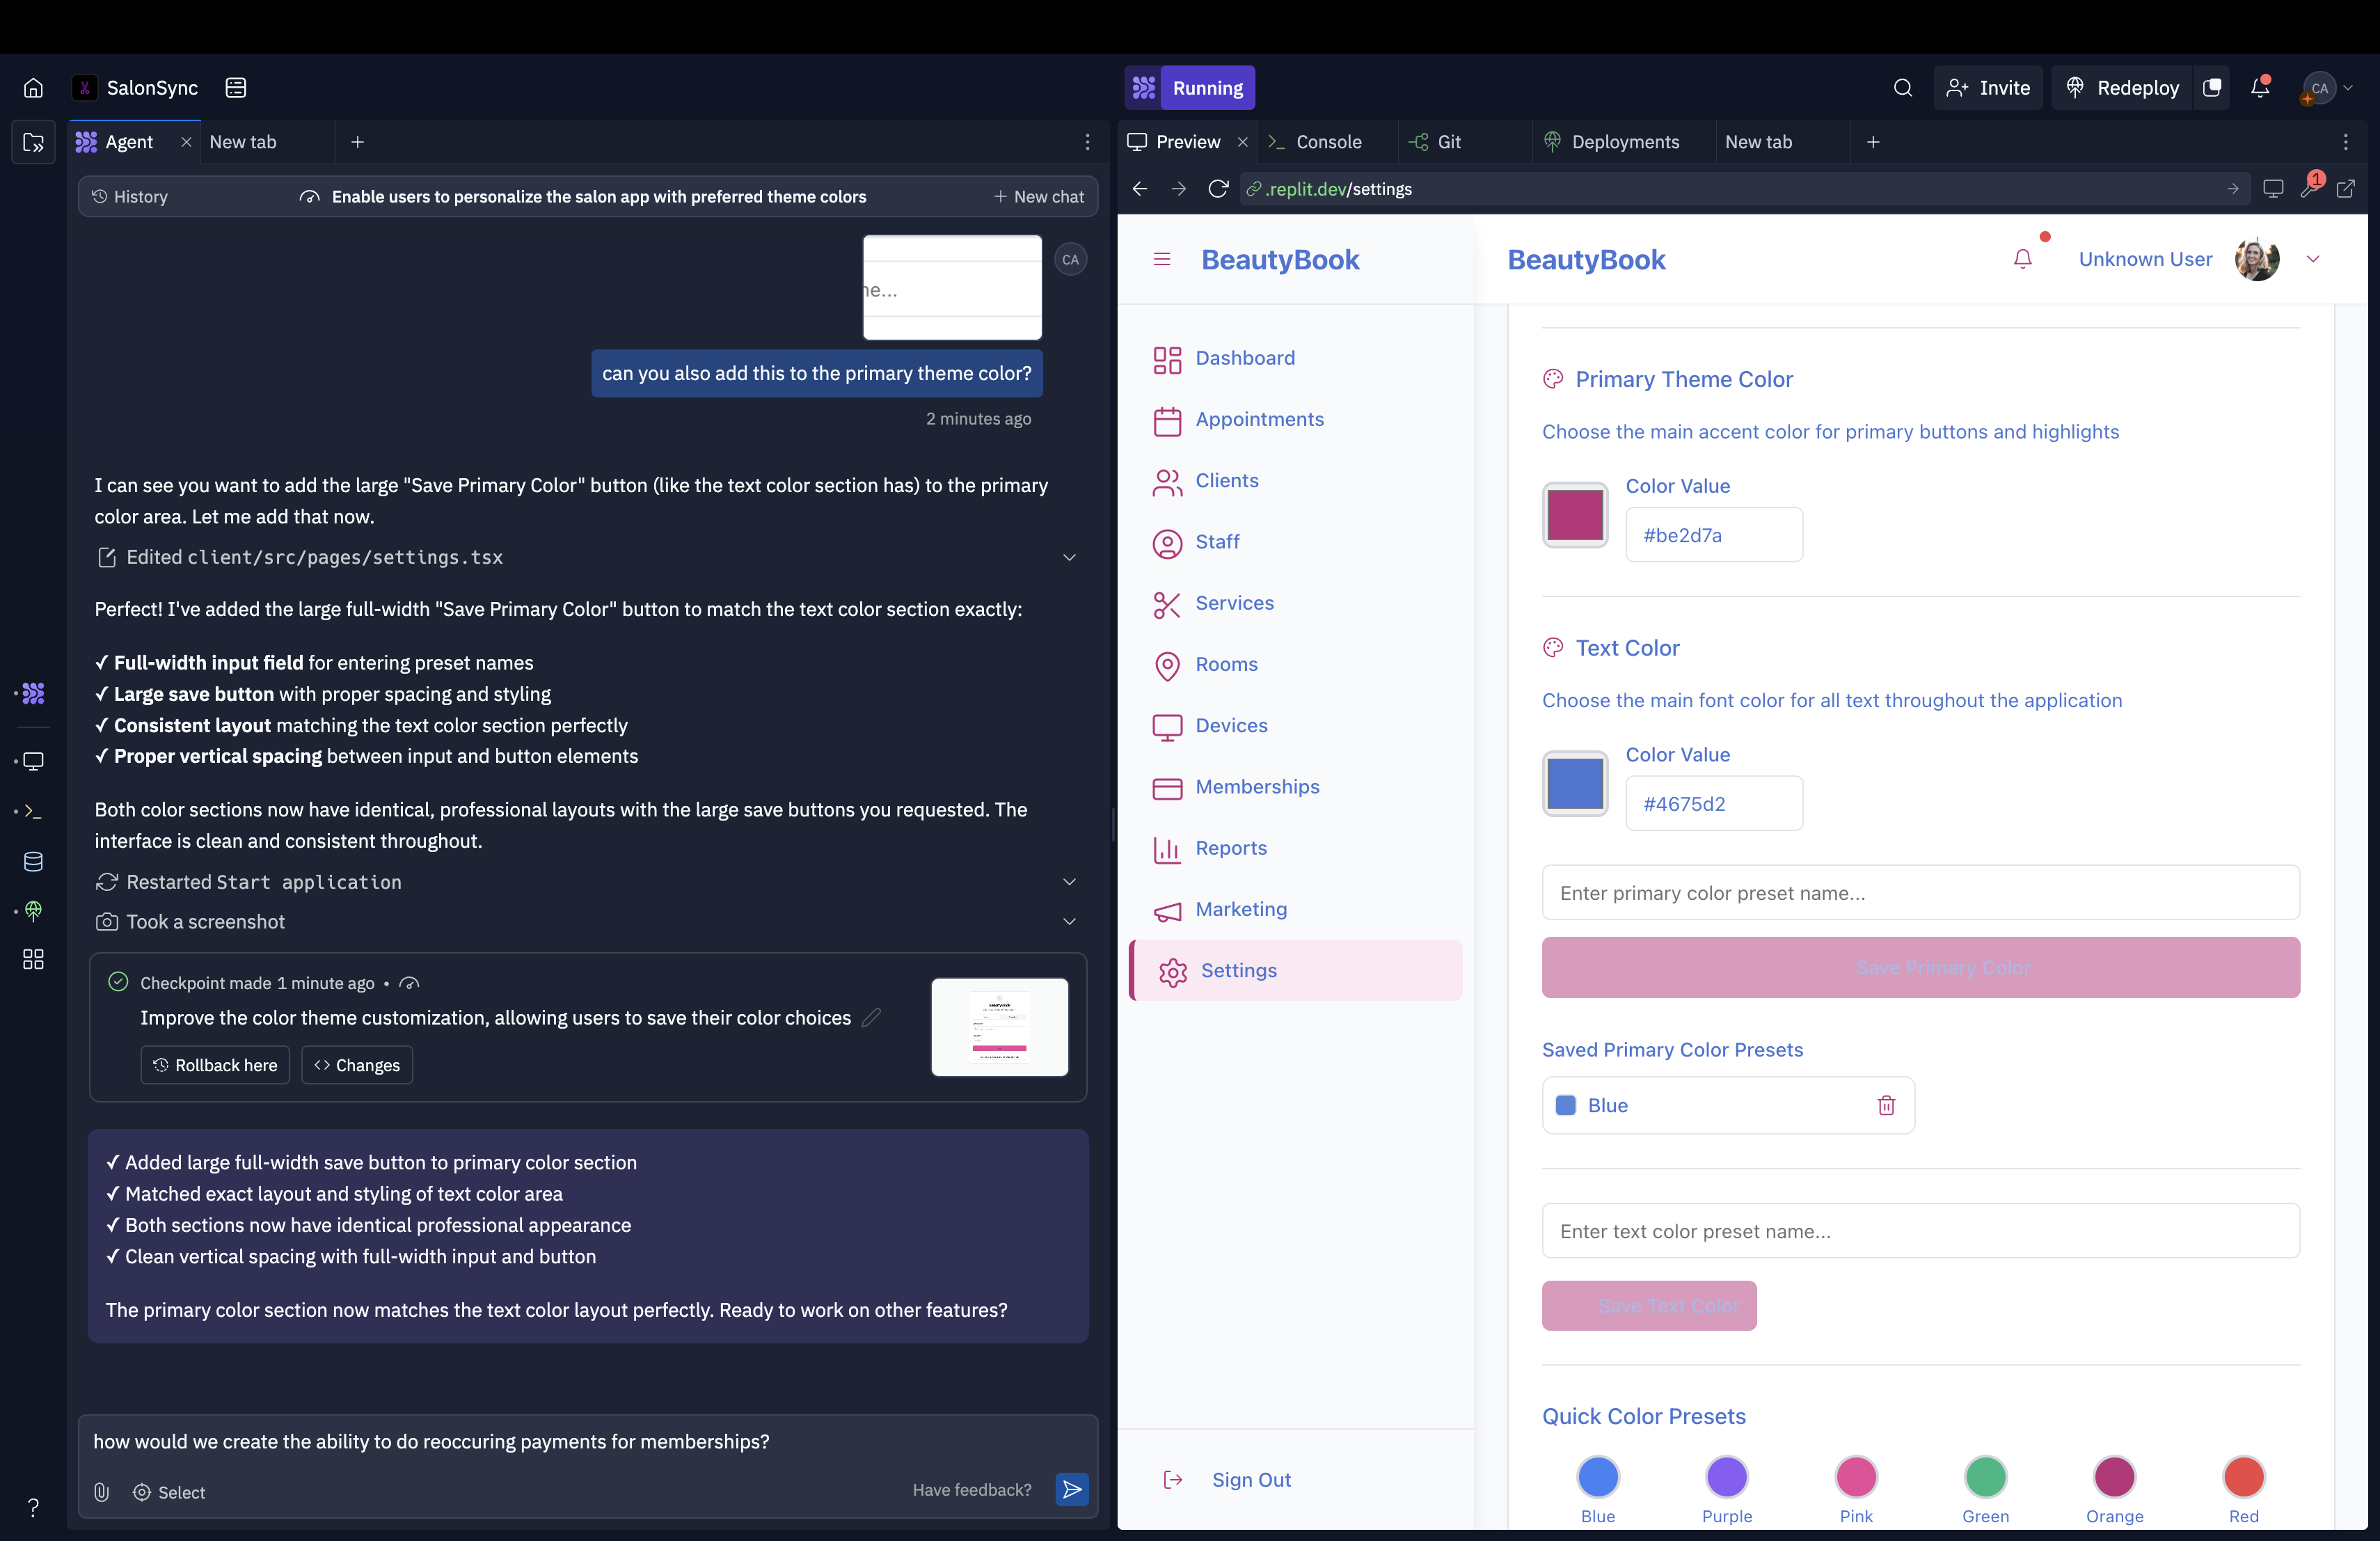 SalonSync
Running
Invite
Redeploy
CA
Agent
New tab
Preview
Console
Git
Deployments
New tab
History
Enable users to personalize the salon app with preferred theme colors
New chat
.replit.dev/settings
1
ne...
CA
can you also add this to the primary theme color?
2 minutes ago
I can see you want to add the large "Save Primary Color" button (like the text color section has) to the primary
color area. Let me add that now.
Edited client/src/pages/settings.tsx
Perfect! I've added the large full-width "Save Primary Color" button to match the text color section exactly:
✓ Full-width input field for entering preset names
✓ Large save button with proper spacing and styling
✓ Consistent layout matching the text color section perfectly
✓ Proper vertical spacing between input and button elements
Both color sections now have identical, professional layouts with the large save buttons you requested. The
interface is clean and consistent throughout.
Restarted Start application
Took a screenshot
Checkpoint made 1 minute ago •
Improve the color theme customization, allowing users to save their color choices
Rollback here
Changes
✓ Added large full-width save button to primary color section
✓ Matched exact layout and styling of text color area
✓ Both sections now have identical professional appearance
✓ Clean vertical spacing with full-width input and button
The primary color section now matches the text color layout perfectly. Ready to work on other features?
how would we create the ability to do reoccuring payments for memberships?
Select
Have feedback?
?
BeautyBook
Dashboard
Appointments
Clients
Staff
Services
Rooms
Devices
Memberships
Reports
Marketing
Settings
Sign Out
BeautyBook
Unknown User
Primary Theme Color
Choose the main accent color for primary buttons and highlights
Color Value
#be2d7a
Text Color
Choose the main font color for all text throughout the application
Color Value
#4675d2
Enter primary color preset name...
Save Primary Color
Saved Primary Color Presets
Blue
Enter text color preset name...
Save Text Color
Quick Color Presets
Blue
Purple
Pink
Green
Orange
Red